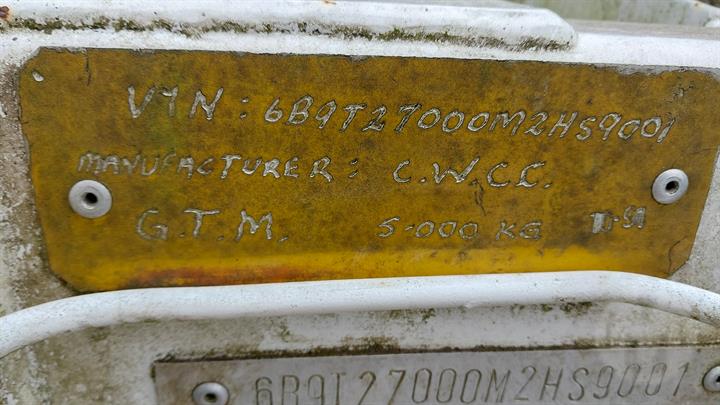 VIN: 6B9T27000M2HS9001
MANUFACTURER: C.W.C.C.
G.T.M. 5.000 KG
6B9T27000M2HS9001